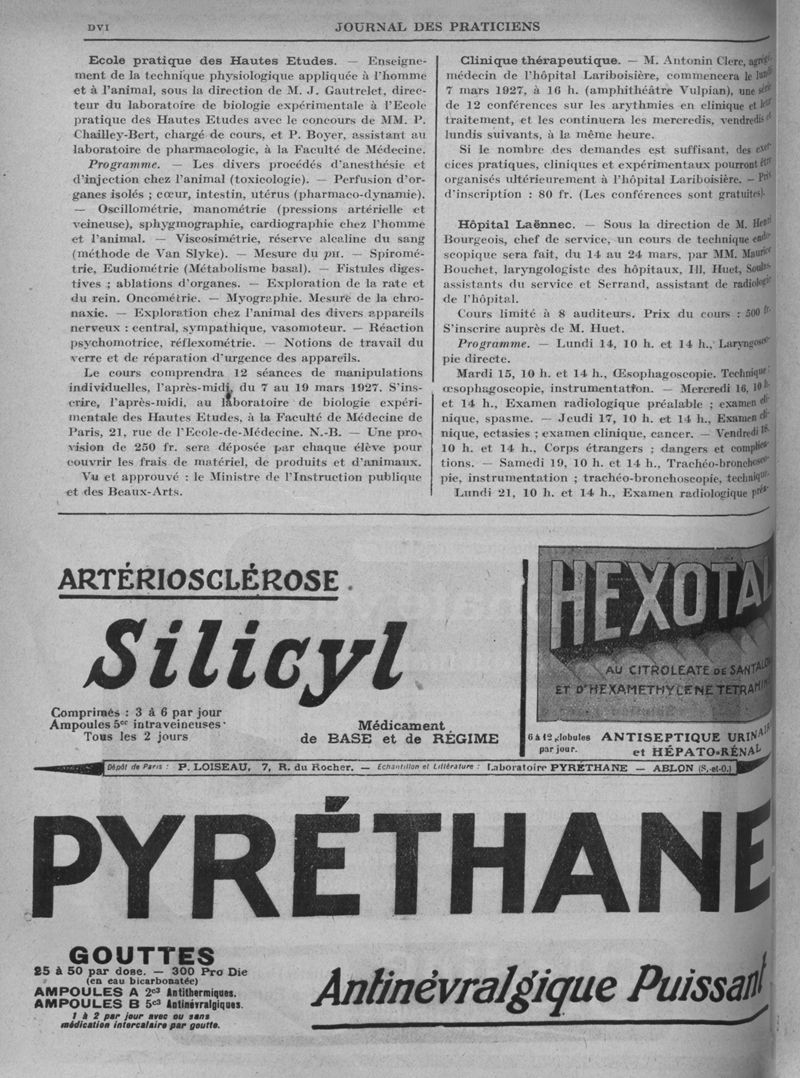 DVI
JOURNAL DES PRATICIENS
Ecole pratique des Hautes Etudes. — Enseigne-
ment de la technique physiologique appliquée à l'homme
et à l'animal, sous la direction de M. J. Gautrelet, direc-
teur du laboratoire de biologie expérimentale à l'Ecole
pratique des Hautes Etudes avec le concours de MM. P.
Chailley-Bert, chargé de cours, et P. Boyer, assistant au
laboratoire de pharmacologie, à la Faculté de Médecine.
Programme. — Les divers procédés d'anesthésie et
d'injection chez l'animal (toxicologie). — Perfusion d'or-
ganes isolés ; cœur, intestin, utérus (pharmaco-dynamie).
— Oscillométrie, manométrie (pressions artérielle et
veineuse), sphygmographie, cardiographie chez l'homme
et l'animal. — Viscosimétrie, réserve alcaline du sang
(méthode de Van Slyke). — Mesure du pH. — Spiromé-
trie, Eudiométrie (Métabolisme basal). — Fistules diges-
tives ; ablations d'organes. — Exploration de la rate et
du rein. Oncométrie. — Myographie. Mesure de la chro-
naxie. — Exploration chez l'animal des divers appareils
nerveux : central, sympathique, vasomoteur. — Réaction
psychomotrice, réflexométrie. — Notions de travail du
verre et de réparation d'urgence des appareils.
Le cours comprendra 12 séances de manipulations
individuelles, l'après-midi, du 7 au 19 mars 1927. S'ins-
crire, l'après-midi, au laboratoire de biologie expéri-
mentale des Hautes Etudes, à la Faculté de Médecine de
Paris, 21, rue de l'Ecole-de-Médecine. N.-B. — Une pro-
vision de 250 fr. sera déposée par chaque élève pour
couvrir les frais de matériel, de produits et d'animaux.
Vu et approuvé : le Ministre de l'Instruction publique
et des Beaux-Arts.
Clinique thérapeutique. — M. Antonin Clerc, agrégé,
médecin de l'hôpital Lariboisière, commencera le lundi
7 mars 1927, à 16 h. (amphithéâtre Vulpian), une série
de 12 conférences sur les arythmies en clinique et leur
traitement, et les continuera les mercredis, vendredis et
lundis suivants, à la même heure.
Si le nombre des demandes est suffisant, des exer-
cices pratiques, cliniques et expérimentaux pourront être
organisés ultérieurement à l'hôpital Lariboisière. — Prix
d'inscription : 80 fr. (Les conférences sont gratuites).
Hôpital Laënnec. — Sous la direction de M. Henri
Bourgeois, chef de service, un cours de technique endo-
scopique sera fait, du 14 au 24 mars, par MM. Maurice
Bouchet, laryngologiste des hôpitaux, Ill, Huet, Soulas,
assistants du service et Serrand, assistant de radiologie
de l'hôpital.
Cours limité à 8 auditeurs. Prix du cours : 500 fr.
S'inscrire auprès de M. Huet.
Programme. — Lundi 14, 10 h. et 14 h., Laryngosco-
pie directe.
Mardi 15, 10 h. et 14 h., Œsophagoscopie. Technique :
œsophagoscopie, instrumentation. — Mercredi 16, 10 h.
et 14 h., Examen radiologique préalable ; examen cli-
nique, spasme. — Jeudi 17, 10 h. et 14 h., Examen cli-
nique, ectasies ; examen clinique, cancer. — Vendredi 18,
10 h. et 14 h., Corps étrangers ; dangers et complica-
tions. — Samedi 19, 10 h. et 14 h., Trachéo-bronchosco-
pie, instrumentation ; trachéo-bronchoscopie, technique.
Lundi 21, 10 h. et 14 h., Examen radiologique préa-
ARTÉRIOSCLÉROSE
Silicyl
Comprimés : 3 à 6 par jour
Ampoules 5cc intraveineuses
Tous les 2 jours
Médicament
de BASE et de RÉGIME
HEXOTAL
AU CITROLEATE DE SANTALOL
ET D'HEXAMETHYLENE TETRAMINE
6 à 12 globules
par jour.
ANTISEPTIQUE URINAIRE
et HÉPATO-RÉNAL
Dépôt de Paris : P. LOISEAU, 7, R. du Rocher. — Echantillon et Littérature : Laboratoire PYRÉTHANE — ABLON (S.-et-O.)
PYRÉTHANE
GOUTTES
25 à 50 par dose. — 300 Pro Die
(en eau bicarbonatée)
AMPOULES A 2c3 Antithermiques.
AMPOULES B 5c3 Antinévralgiques.
1 à 2 par jour avec ou sans
médication intercalaire par goutte.
Antinévralgique Puissant